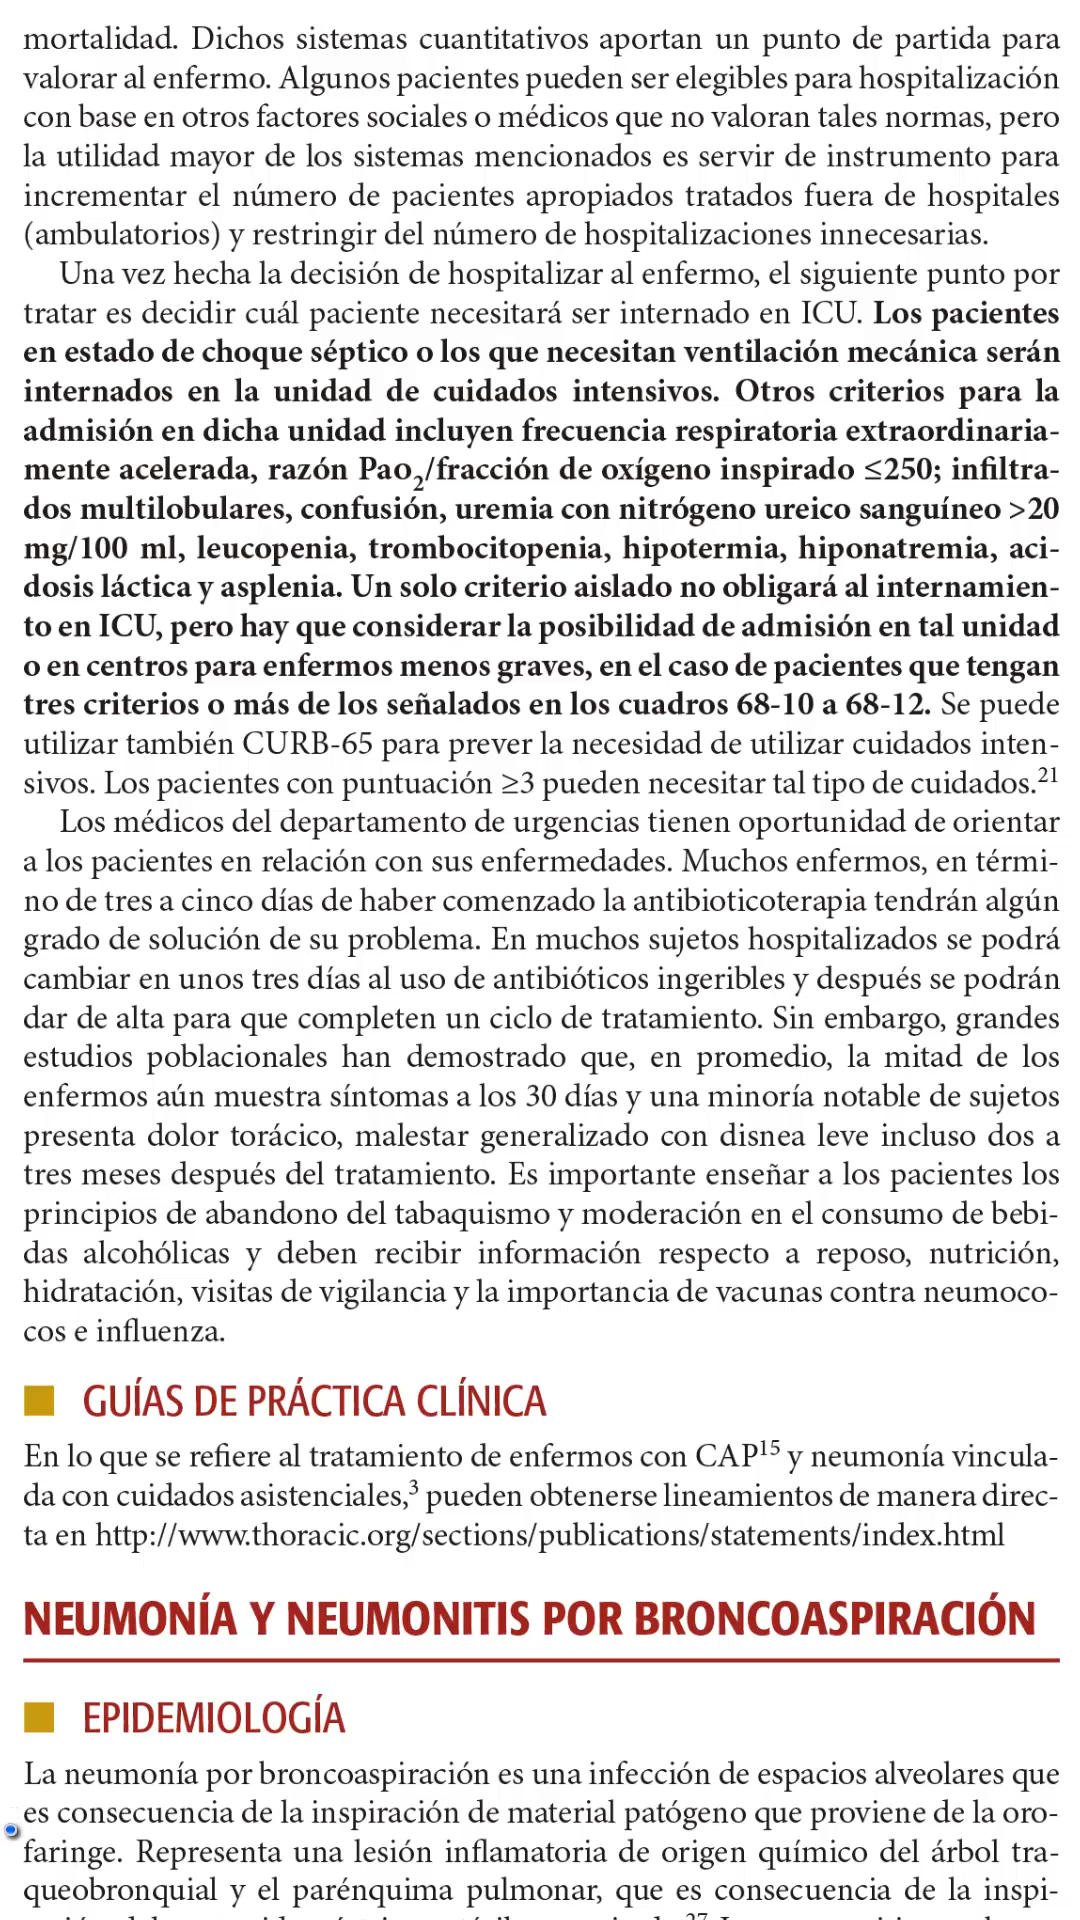 mortalidad. Dichos sistemas cuantitativos aportan un punto de partida para
valorar al enfermo. Algunos pacientes pueden ser elegibles para hospitalización
con base en otros factores sociales o médicos que no valoran tales normas, pero
la utilidad mayor de los sistemas mencionados es servir de instrumento para
incrementar el número de pacientes apropiados tratados fuera de hospitales
(ambulatorios) y restringir del número de hospitalizaciones innecesarias.
Una vez hecha la decisión de hospitalizar al enfermo, el siguiente punto por
tratar es decidir cuál paciente necesitará ser internado en ICU. Los pacientes
en estado de choque séptico o los que necesitan ventilación mecánica serán
internados en la unidad de cuidados intensivos. Otros criterios para la
admisión en dicha unidad incluyen frecuencia respiratoria extraordinaria-
mente acelerada, razón Pao₂/fracción de oxígeno inspirado ≤250; infiltra-
dos multilobulares, confusión, uremia con nitrógeno ureico sanguíneo >20
mg/100 ml, leucopenia, trombocitopenia, hipotermia, hiponatremia, aci-
dosis láctica y asplenia. Un solo criterio aislado no obligará al internamien-
to en ICU, pero hay que considerar la posibilidad de admisión en tal unidad
o en centros para enfermos menos graves, en el caso de pacientes que tengan
tres criterios o más de los señalados en los cuadros 68-10 a 68-12. Se puede
utilizar también CURB-65 para prever la necesidad de utilizar cuidados inten-
sivos. Los pacientes con puntuación ≥3 pueden necesitar tal tipo de cuidados.²¹
Los médicos del departamento de urgencias tienen oportunidad de orientar
a los pacientes en relación con sus enfermedades. Muchos enfermos, en térmi-
no de tres a cinco días de haber comenzado la antibioticoterapia tendrán algún
grado de solución de su problema. En muchos sujetos hospitalizados se podrá
cambiar en unos tres días al uso de antibióticos ingeribles y después se podrán
dar de alta para que completen un ciclo de tratamiento. Sin embargo, grandes
estudios poblacionales han demostrado que, en promedio, la mitad de los
enfermos aún muestra síntomas a los 30 días y una minoría notable de sujetos
presenta dolor torácico, malestar generalizado con disnea leve incluso dos a
tres meses después del tratamiento. Es importante enseñar a los pacientes los
principios de abandono del tabaquismo y moderación en el consumo de bebi-
das alcohólicas y deben recibir información respecto a reposo, nutrición,
hidratación, visitas de vigilancia y la importancia de vacunas contra neumoco-
cos e influenza.
GUÍAS DE PRÁCTICA CLÍNICA
En lo que se refiere al tratamiento de enfermos con CAP¹⁵ y neumonía vincula-
da con cuidados asistenciales,³ pueden obtenerse lineamientos de manera direc-
ta en http://www.thoracic.org/sections/publications/statements/index.html
NEUMONÍA Y NEUMONITIS POR BRONCOASPIRACIÓN
EPIDEMIOLOGÍA
La neumonía por broncoaspiración es una infección de espacios alveolares que
es consecuencia de la inspiración de material patógeno que proviene de la oro-
faringe. Representa una lesión inflamatoria de origen químico del árbol tra-
queobronquial y el parénquima pulmonar, que es consecuencia de la inspi-